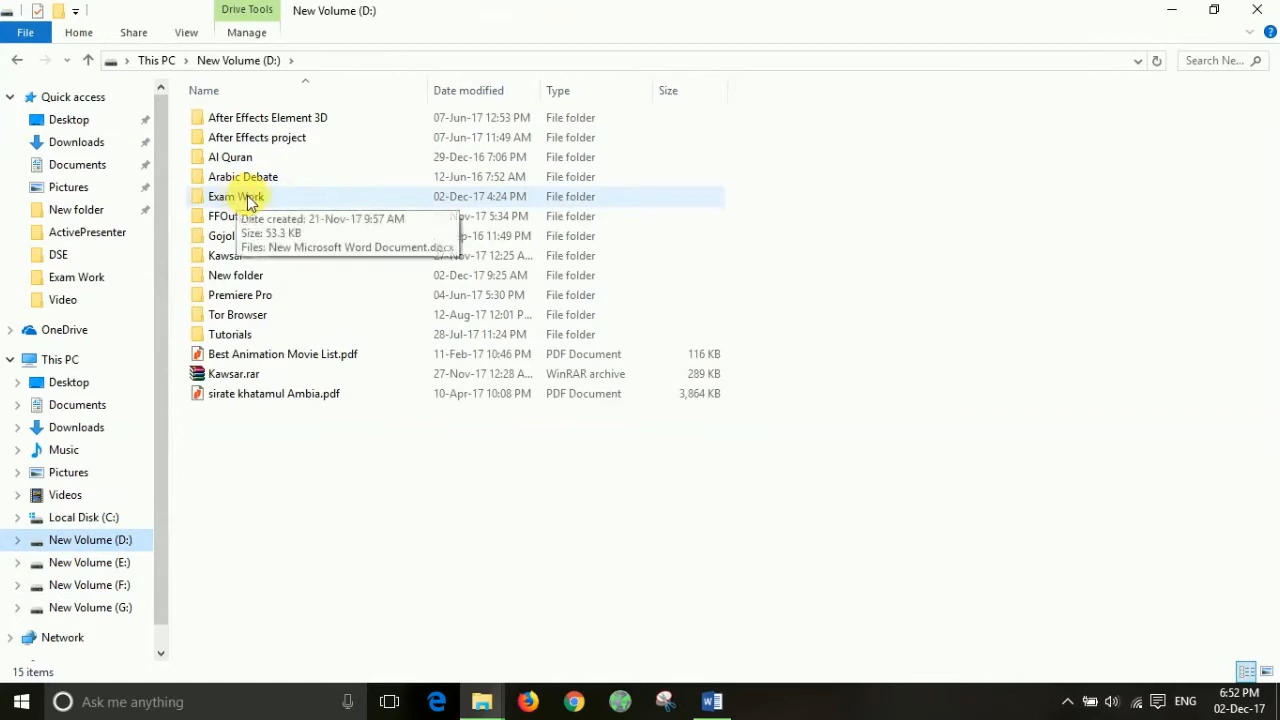 Drive Tools New Volume (D:)
File Home Share View Manage
This PC New Volume (D:) Search Ne...
Name Date modified Type Size
Quick access
Desktop
Downloads
Documents
Pictures
New folder
ActivePresenter
DSE
Exam Work
Video
OneDrive
This PC
Desktop
Documents
Downloads
Music
Pictures
Videos
Local Disk (C:)
New Volume (D:)
New Volume (E:)
New Volume (F:)
New Volume (G:)
Network
After Effects Element 3D 07-Jun-17 12:53 PM File folder
After Effects project 07-Jun-17 11:49 AM File folder
Al Quran 29-Dec-16 7:06 PM File folder
Arabic Debate 12-Jun-16 7:52 AM File folder
Exam Work 02-Dec-17 4:24 PM File folder
FFOut 5:34 PM File folder
Gojol 11:49 PM File folder
Kawsar 12:25 A... File folder
New folder 02-Dec-17 9:25 AM File folder
Premiere Pro 04-Jun-17 5:30 PM File folder
Tor Browser 12-Aug-17 12:01 P... File folder
Tutorials 28-Jul-17 11:24 PM File folder
Best Animation Movie List.pdf 11-Feb-17 10:46 PM PDF Document 116 KB
Kawsar.rar 27-Nov-17 12:28 A... WinRAR archive 289 KB
sirate khatamul Ambia.pdf 10-Apr-17 10:08 PM PDF Document 3,864 KB
Date created: 21-Nov-17 9:57 AM
Size: 53.3 KB
Files: New Microsoft Word Document.docx
15 items
Ask me anything ENG 6:52 PM
02-Dec-17